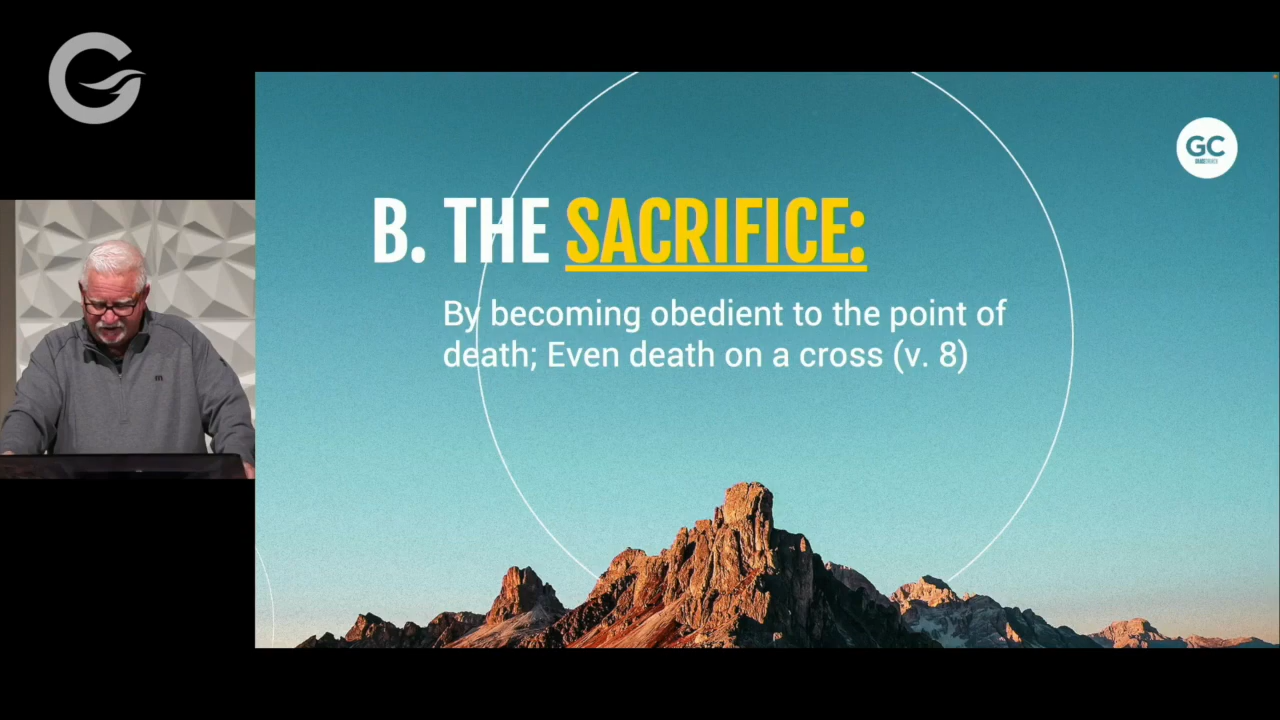 B. THE SACRIFICE:
By becoming obedient to the point of
death; Even death on a cross (v. 8)
GC